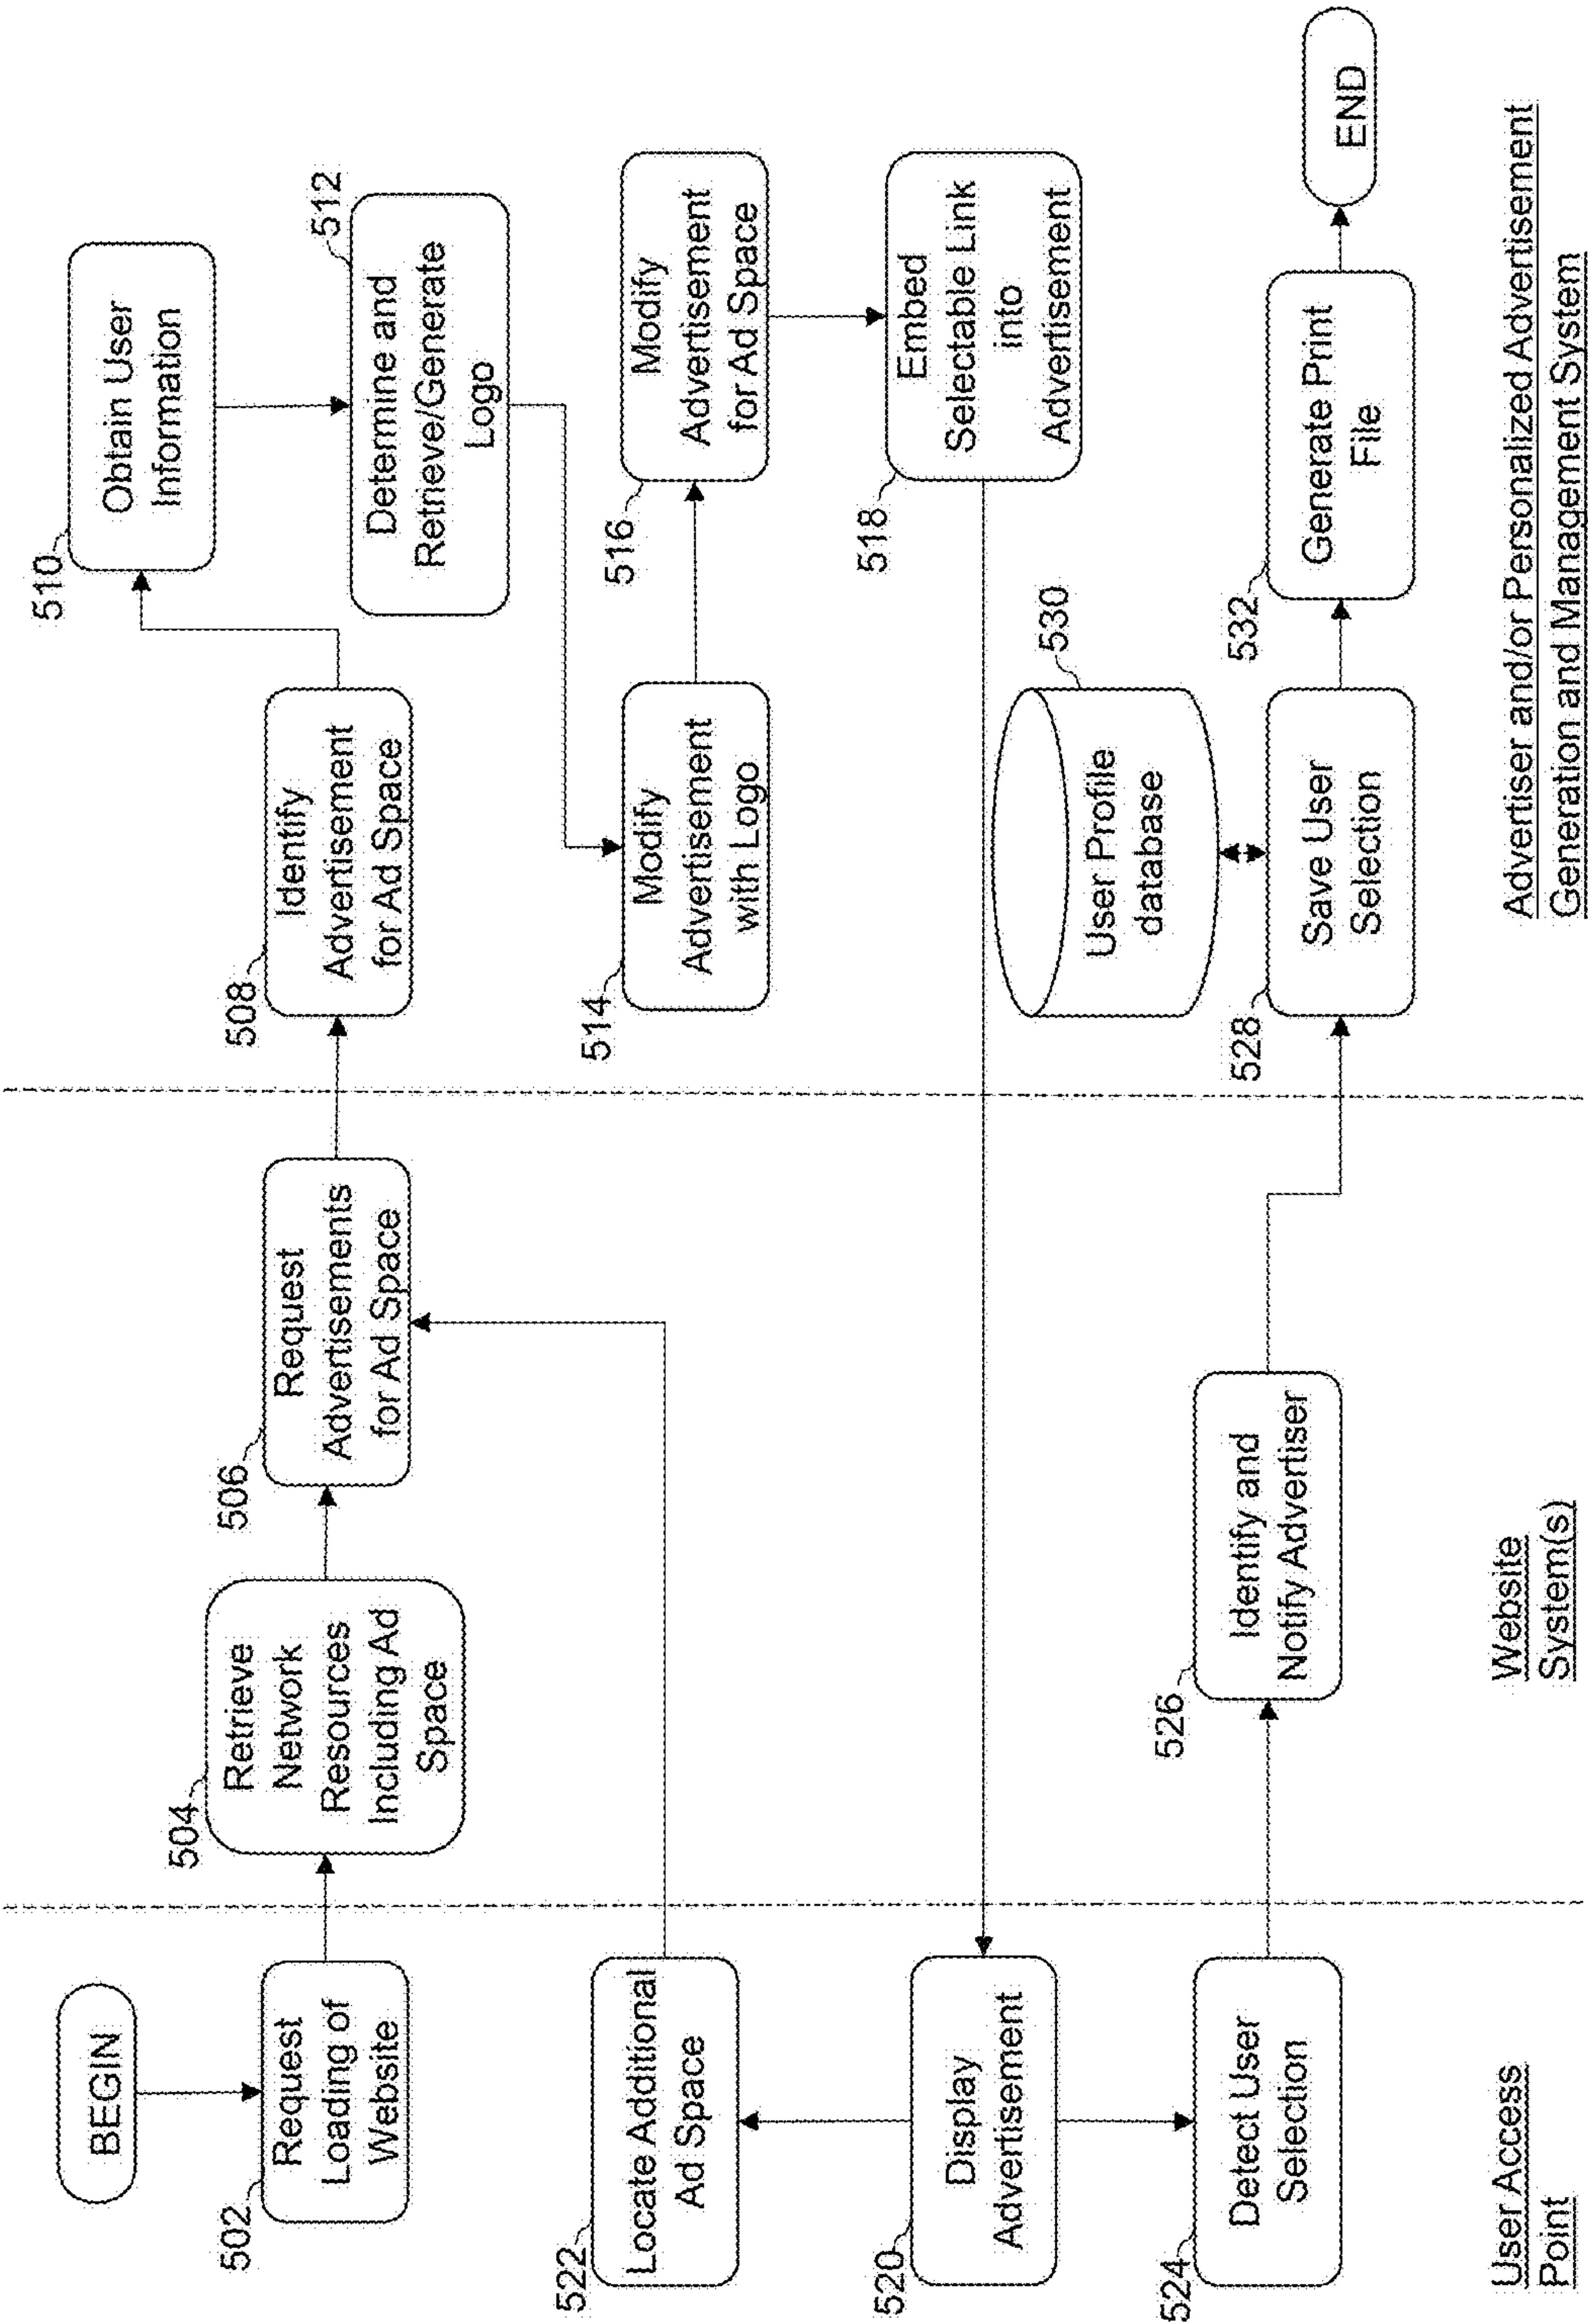 BEGIN
502
Request
Loading of
Website
504
Retrieve
Network
Resources
Including Ad
Space
506
Request
Advertisements
for Ad Space
508
Identify
Advertisement
for Ad Space
510
Obtain User
Information
512
Determine and
Retrieve/Generate
Logo
514
Modify
Advertisement
with Logo
516
Modify
Advertisement
for Ad Space
518
Embed
Selectable Link
into
Advertisement
522
Locate Additional
Ad Space
520
Display
Advertisement
524
Detect User
Selection
526
Identify and
Notify Advertiser
528
Save User
Selection
530
User Profile
database
532
Generate Print
File
END
User Access
Point
Website
System(s)
Advertiser and/or Personalized Advertisement
Generation and Management System